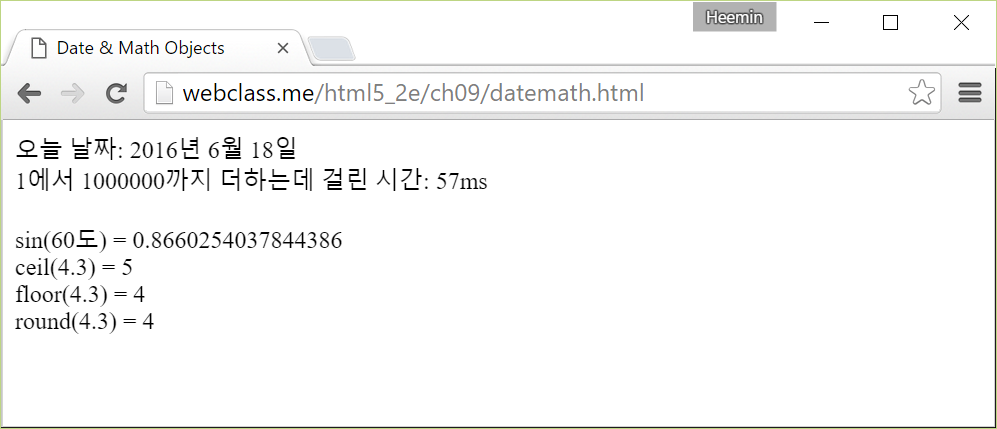 Heemin
Date & Math Objects
webclass.me/html5_2e/ch09/datemath.html
오늘 날짜: 2016년 6월 18일
1에서 1000000까지 더하는데 걸린 시간: 57ms
sin(60도) = 0.8660254037844386
ceil(4.3) = 5
floor(4.3) = 4
round(4.3) = 4